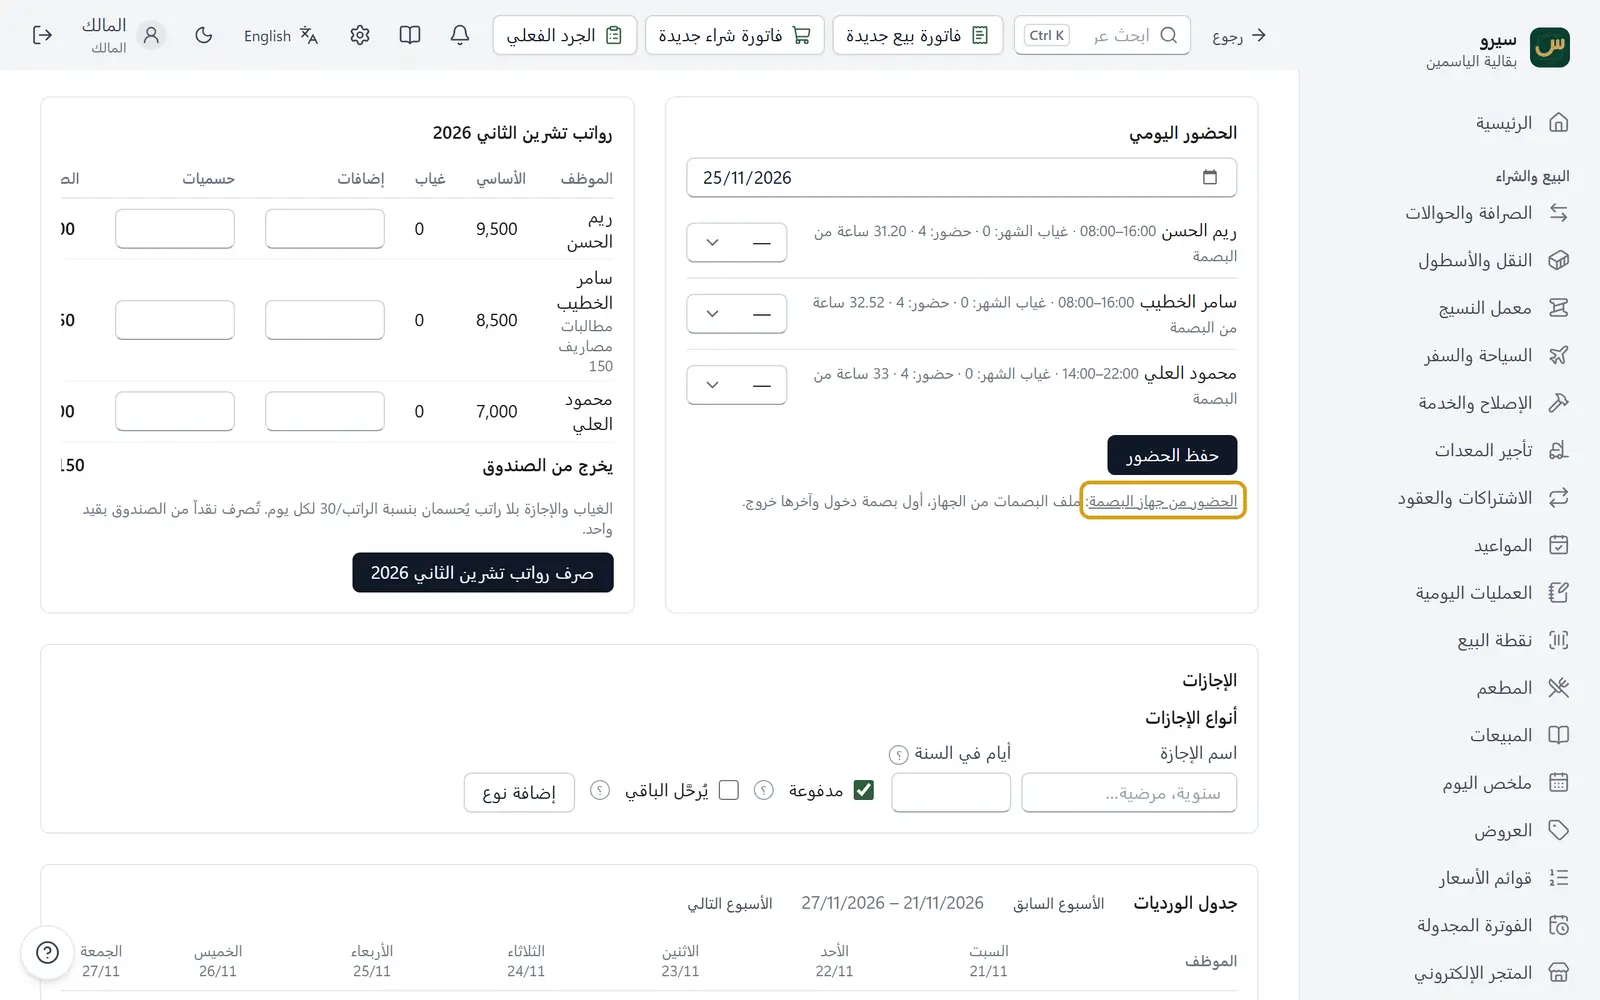 سيرو
بقالية الياسمين
رجوع
ابحث عر
Ctrl K
فاتورة بيع جديدة
فاتورة شراء جديدة
الجرد الفعلي
English
المالك
المالك
الرئيسية
البيع والشراء
الصرافة والحوالات
النقل والأسطول
معمل النسيج
السياحة والسفر
الإصلاح والخدمة
تأجير المعدات
الاشتراكات والعقود
المواعيد
العمليات اليومية
نقطة البيع
المطعم
المبيعات
ملخص اليوم
العروض
قوائم الأسعار
الفوترة المجدولة
المتجر الإلكتروني
الحضور اليومي
25/11/2026
ريم الحسن 08:00–16:00 · غياب الشهر: 0 · حضور: 4 · 31.20 ساعة من
البصمة
—
سامر الخطيب 08:00–16:00 · غياب الشهر: 0 · حضور: 4 · 32.52 ساعة
من البصمة
—
محمود العلي 14:00–22:00 · غياب الشهر: 0 · حضور: 4 · 33 ساعة من
البصمة
—
حفظ الحضور
الحضور من جهاز البصمة: ملف البصمات من الجهاز، أول بصمة دخول وآخرها خروج.
رواتب تشرين الثاني 2026
الموظف الأساسي غياب إضافات حسميات
ريم
الحسن
9,500 0
سامر
الخطيب
مطالبات
مصاريف
150
8,500 0
محمود
العلي
7,000 0
يخرج من الصندوق
الغياب والإجازة بلا راتب يُحسمان بنسبة الراتب/30 لكل يوم. تُصرف نقداً من الصندوق بقيد
واحد.
صرف رواتب تشرين الثاني 2026
الإجازات
أنواع الإجازات
اسم الإجازة
سنوية، مرضية...
أيام في السنة ؟
مدفوعة ؟
يُرحَّل الباقي ؟
إضافة نوع
جدول الورديات
الأسبوع السابق
21/11/2026 – 27/11/2026
الأسبوع التالي
الموظف
السبت
21/11
الأحد
22/11
الاثنين
23/11
الثلاثاء
24/11
الأربعاء
25/11
الخميس
26/11
الجمعة
27/11